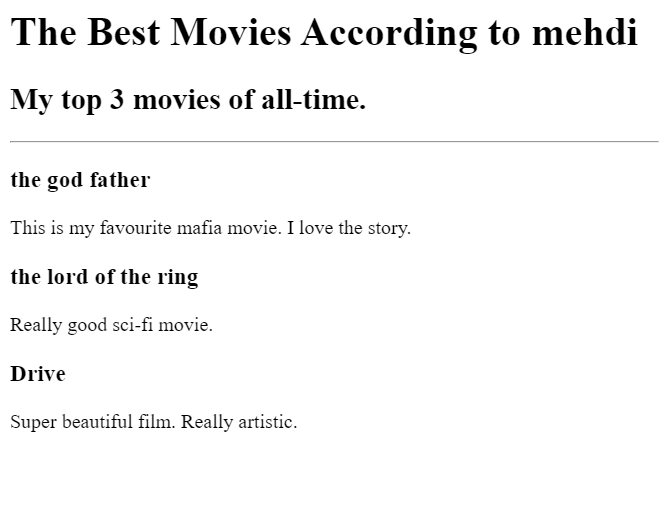 The Best Movies According to mehdi
My top 3 movies of all-time.
the god father
This is my favourite mafia movie. I love the story.
the lord of the ring
Really good sci-fi movie.
Drive
Super beautiful film. Really artistic.